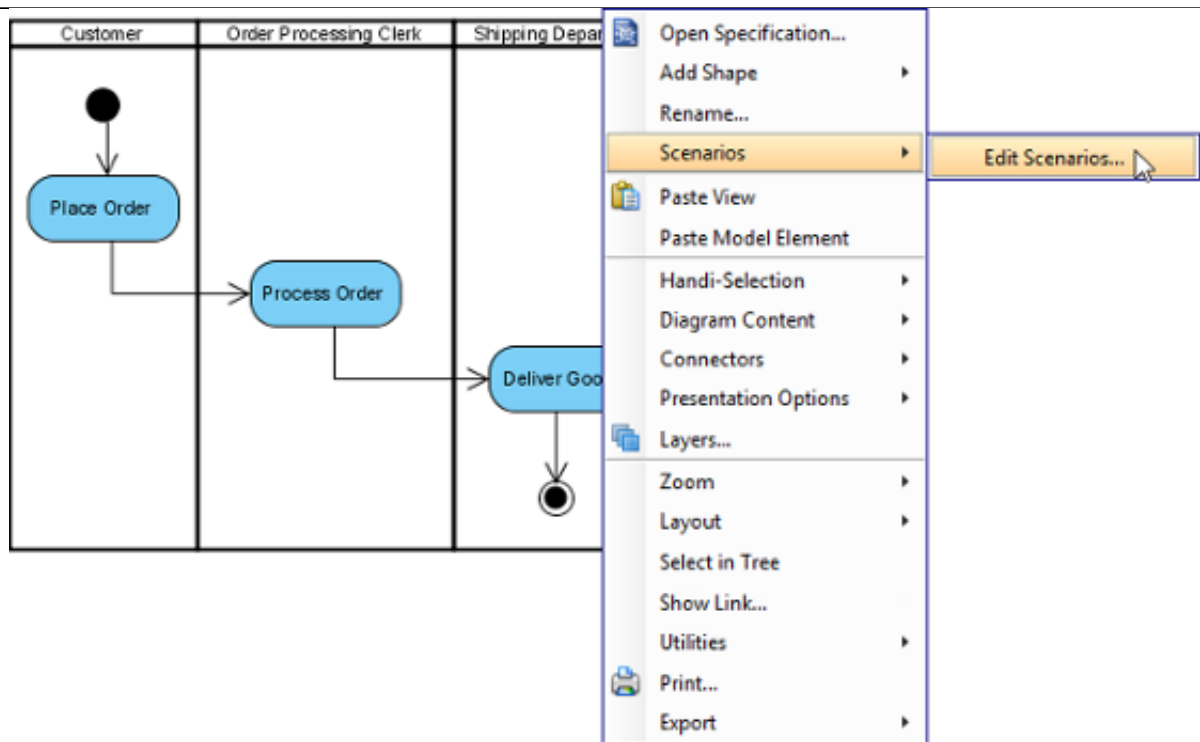 Customer
Order Processing Clerk
Shipping Depar
Place Order
Process Order
Deliver Goo
Open Specification...
Add Shape
Rename...
Scenarios
Edit Scenarios...
Paste View
Paste Model Element
Handi-Selection
Diagram Content
Connectors
Presentation Options
Layers...
Zoom
Layout
Select in Tree
Show Link...
Utilities
Print...
Export